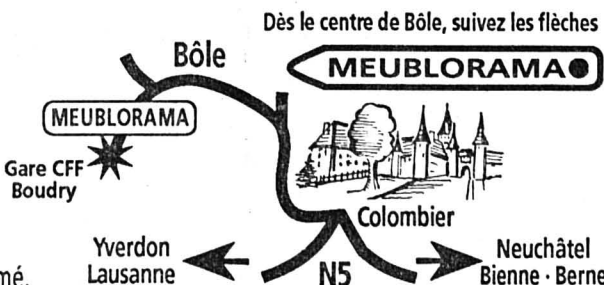 Dès le centre de Bôle, suivez les flèches
MEUBLORAMA
Bôle
MEUBLORAMA
Gare CFF
Boudry
Colombier
Yverdon
Lausanne
N5
Neuchâtel
Bienne · Berne
mé.